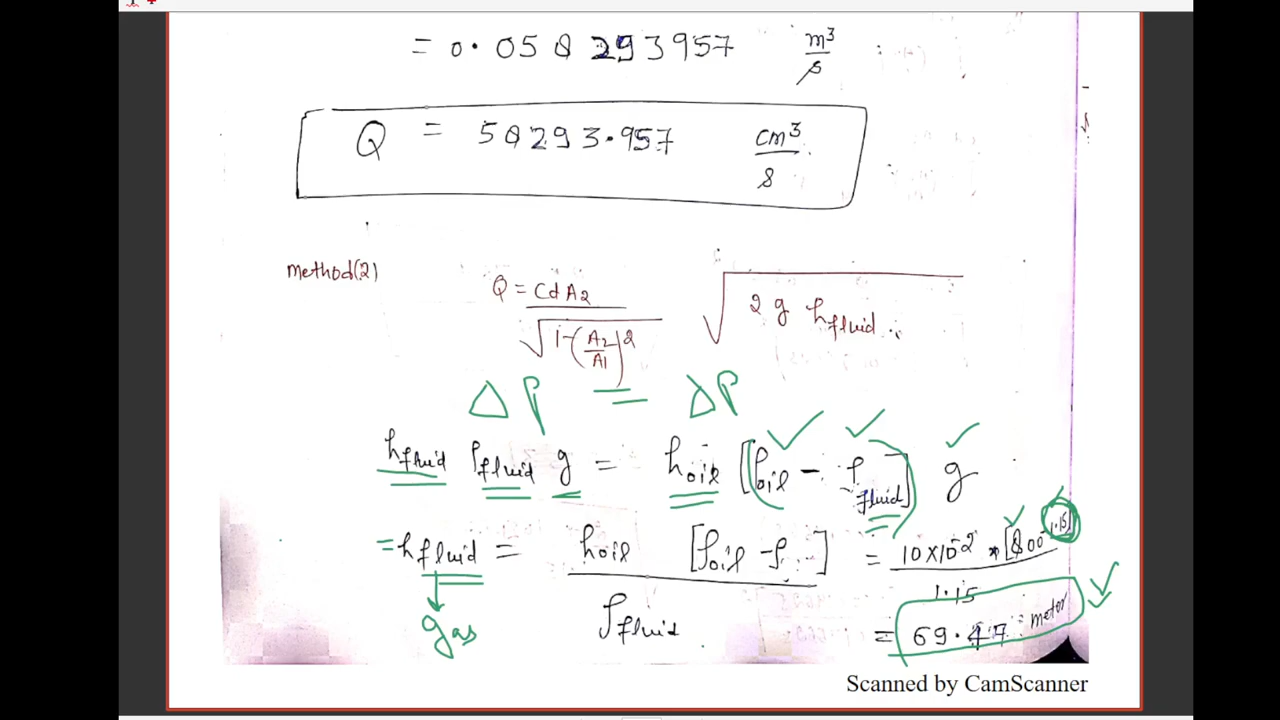 = 0.058293957 m³/s
Q = 58293.957 cm³/s
method(2) Q = Cd A2 / √1-(A2/A1)² √2 g hfluid
ΔP = ΔP
hfluid ρfluid g = hoil [ρoil - ρfluid] g
=hfluid = hoil [ρoil - ρ] / ρfluid = 10×10-2 * [800-1.15] / 1.15
gas = 69.47 meter
Scanned by CamScanner